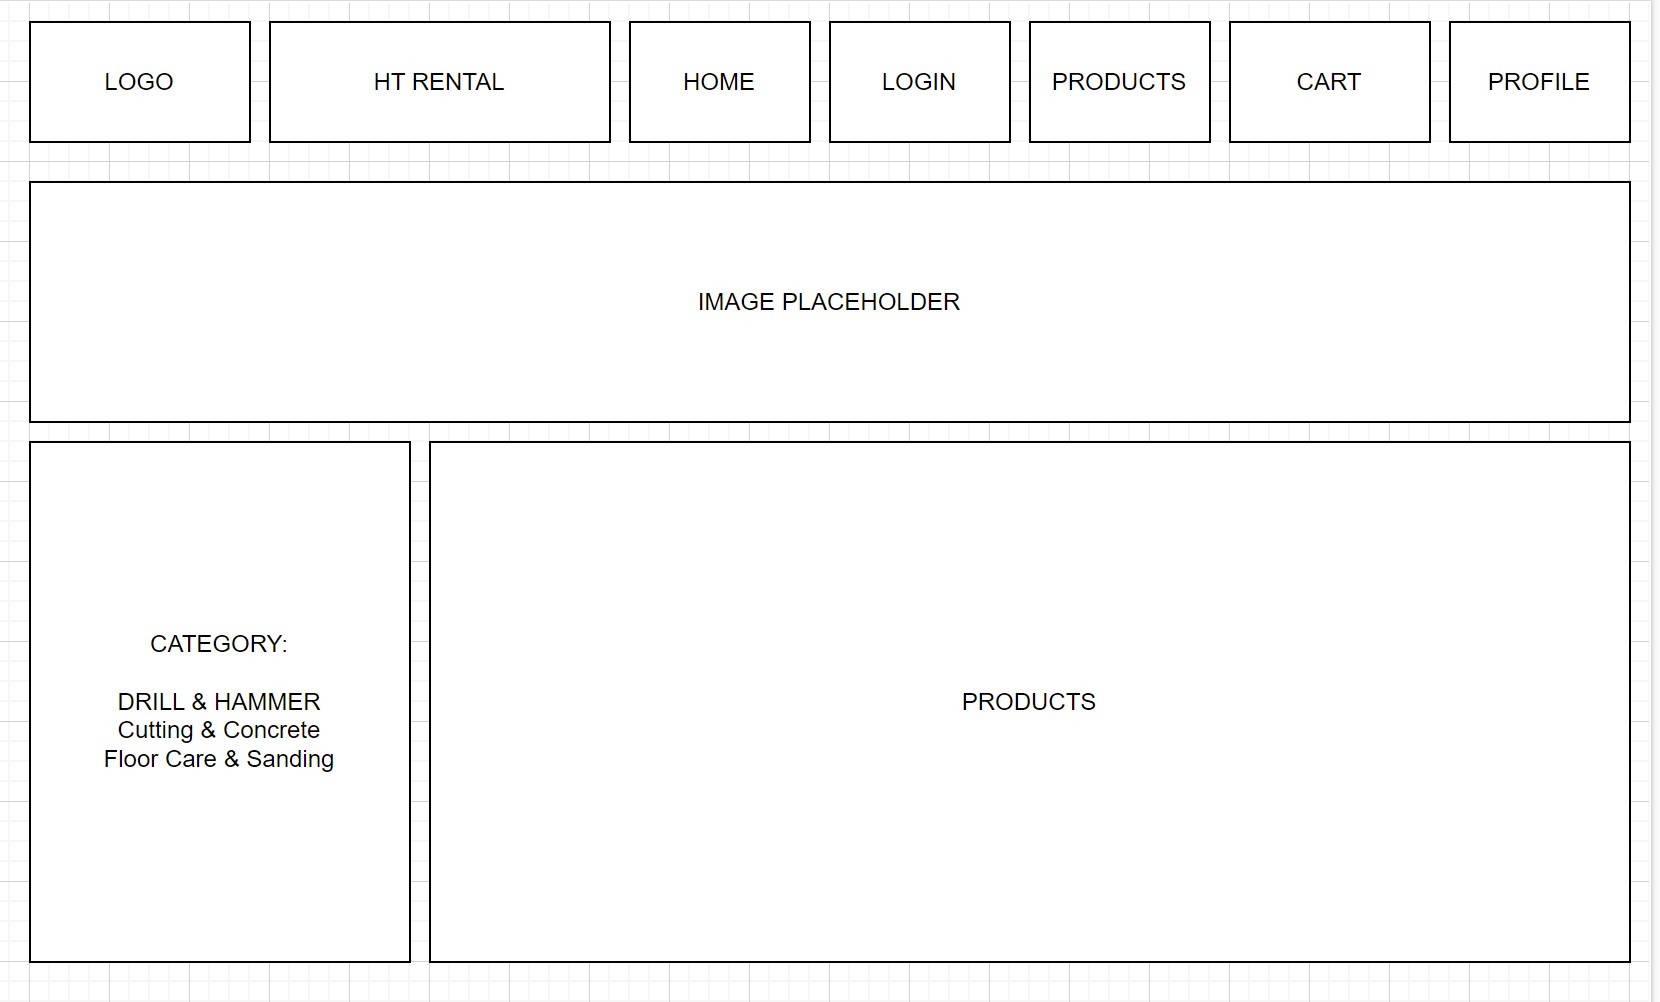 LOGO
HT RENTAL
HOME
LOGIN
PRODUCTS
CART
PROFILE
IMAGE PLACEHOLDER
CATEGORY:
DRILL & HAMMER
Cutting & Concrete
Floor Care & Sanding
PRODUCTS